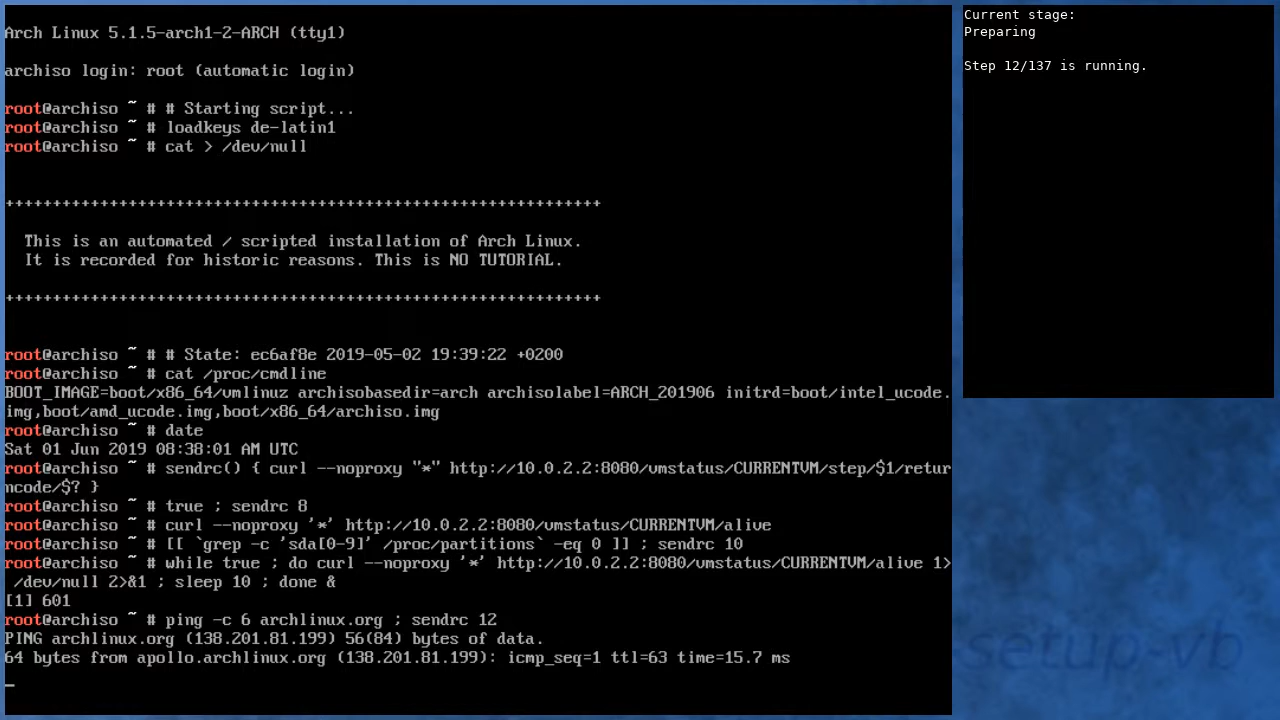 Arch Linux 5.1.5-arch1-2-ARCH (tty1)
archiso login: root (automatic login)
root@archiso ~ # # Starting script...
root@archiso ~ # loadkeys de-latin1
root@archiso ~ # cat > /dev/null
+++++++++++++++++++++++++++++++++++++++++++++++++++++++++++++++
This is an automated / scripted installation of Arch Linux.
It is recorded for historic reasons. This is NO TUTORIAL.
+++++++++++++++++++++++++++++++++++++++++++++++++++++++++++++++
root@archiso ~ # # State: ec6af8e 2019-05-02 19:39:22 +0200
root@archiso ~ # cat /proc/cmdline
BOOT_IMAGE=boot/x86_64/vmlinuz archisobasedir=arch archisolabel=ARCH_201906 initrd=boot/intel_ucode.
img,boot/amd_ucode.img,boot/x86_64/archiso.img
root@archiso ~ # date
Sat 01 Jun 2019 08:38:01 AM UTC
root@archiso ~ # sendrc() { curl --noproxy "*" http://10.0.2.2:8080/vmstatus/CURRENTVM/step/$1/retur
ncode/$? }
root@archiso ~ # true ; sendrc 8
root@archiso ~ # curl --noproxy '*' http://10.0.2.2:8080/vmstatus/CURRENTVM/alive
root@archiso ~ # [[ `grep -c 'sda[0-9]' /proc/partitions` -eq 0 ]] ; sendrc 10
root@archiso ~ # while true ; do curl --noproxy '*' http://10.0.2.2:8080/vmstatus/CURRENTVM/alive 1>
/dev/null 2>&1 ; sleep 10 ; done &
[1] 601
root@archiso ~ # ping -c 6 archlinux.org ; sendrc 12
PING archlinux.org (138.201.81.199) 56(84) bytes of data.
64 bytes from apollo.archlinux.org (138.201.81.199): icmp_seq=1 ttl=63 time=15.7 ms
_
Current stage:
Preparing
Step 12/137 is running.
setup-vb